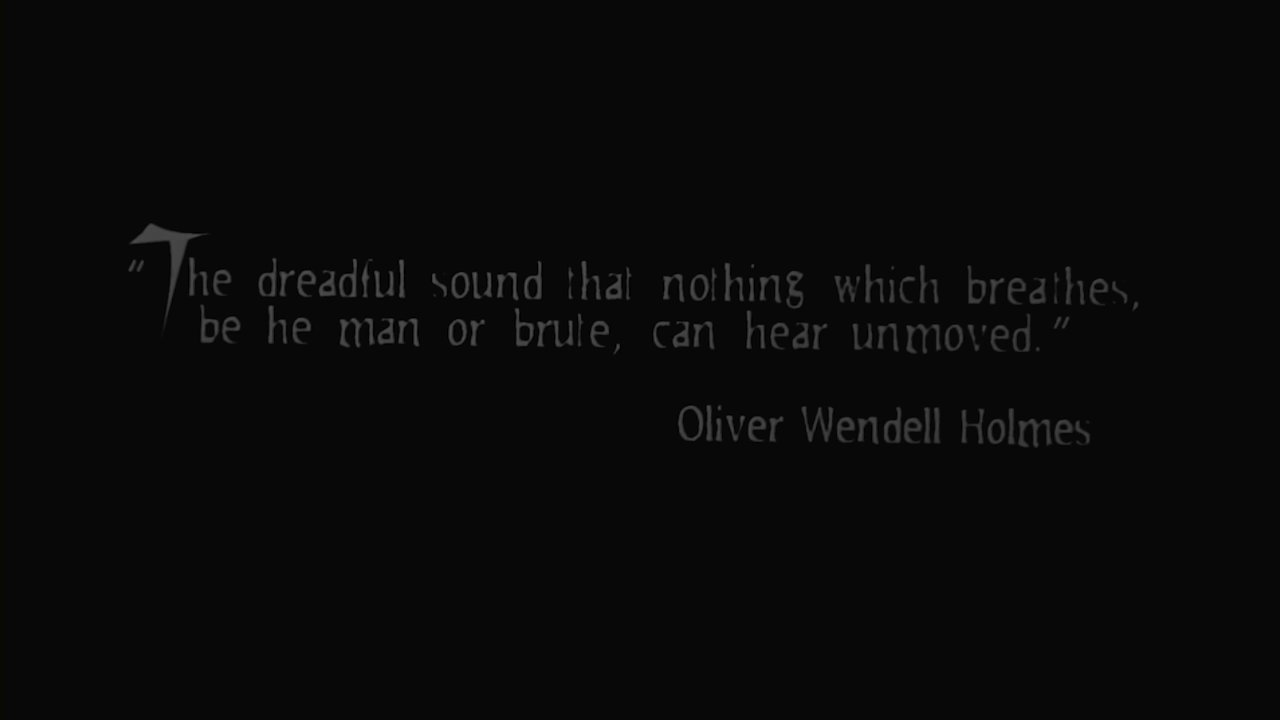 “The dreadful sound that nothing which breathes,
be he man or brute, can hear unmoved.”
Oliver Wendell Holmes